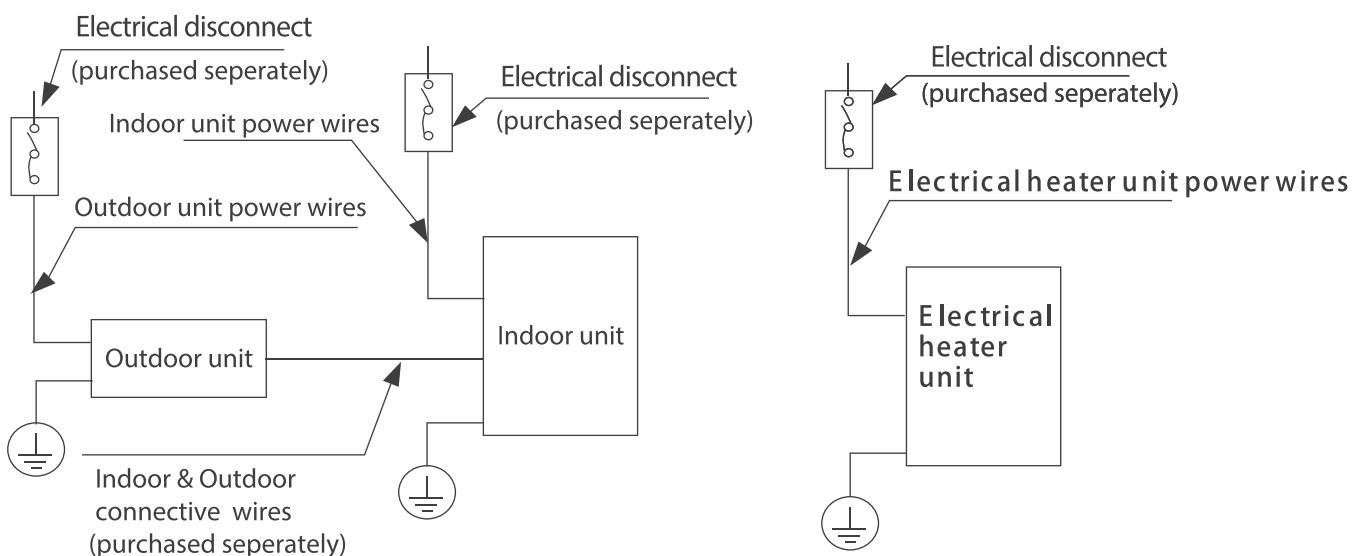 Electrical disconnect
(purchased seperately)
Indoor unit power wires
Outdoor unit power wires
Outdoor unit
Indoor & Outdoor
connective wires
(purchased seperately)
Electrical disconnect
(purchased seperately)
Indoor unit
Electrical disconnect
(purchased seperately)
Electrical heater unit power wires
Electrical
heater
unit